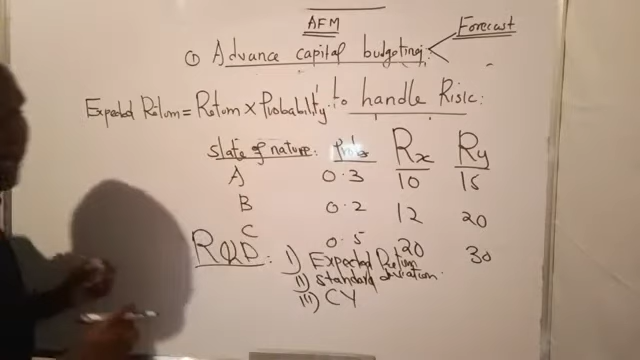 AFM
① Advance capital budgeting Forecast
Expected Return = Return x Probability to handle Risk:
State of nature: Prob Rx Ry
A 0.3 10 15
B 0.2 12 20
C 0.5 20 30
RQD: i) Expected Return
ii) Standard deviation.
iii) CY